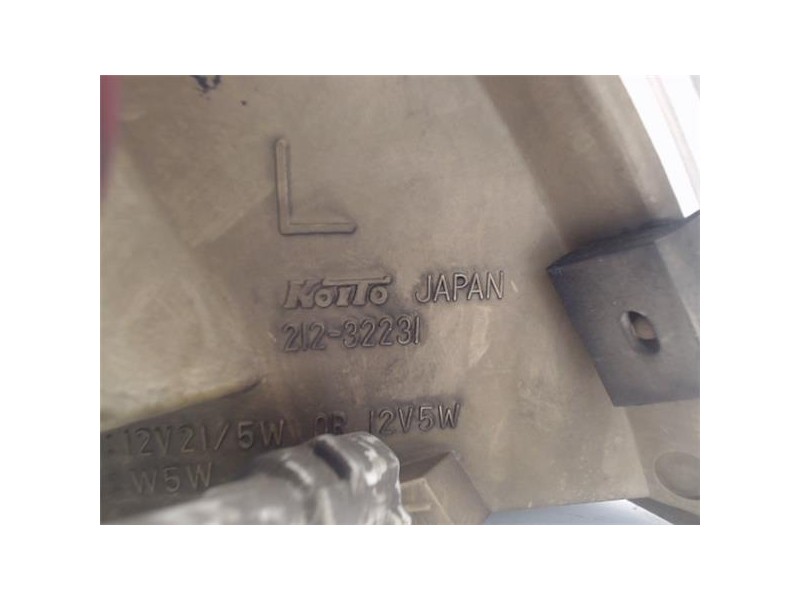 L
KOITO JAPAN
212-32231
:12V21/5W OR 12V5W
W5W